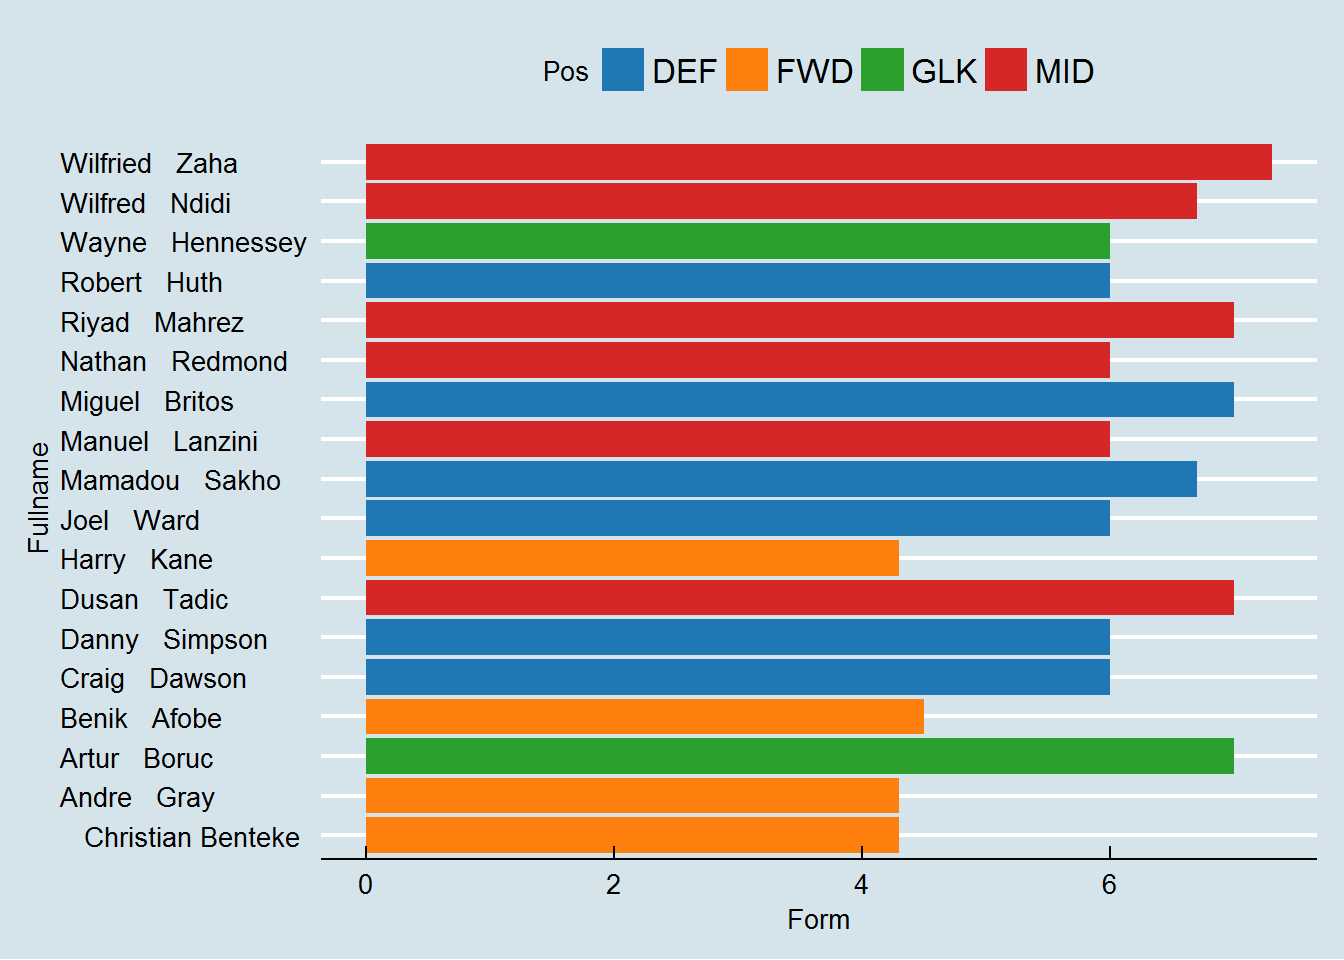 Pos DEF FWD GLK MID
Wilfried Zaha
Wilfred Ndidi
Wayne Hennessey
Robert Huth
Riyad Mahrez
Nathan Redmond
Miguel Britos
Manuel Lanzini
Mamadou Sakho
Joel Ward
Harry Kane
Dusan Tadic
Danny Simpson
Craig Dawson
Benik Afobe
Artur Boruc
Andre Gray
Christian Benteke
Fullname
0 2 4 6
Form